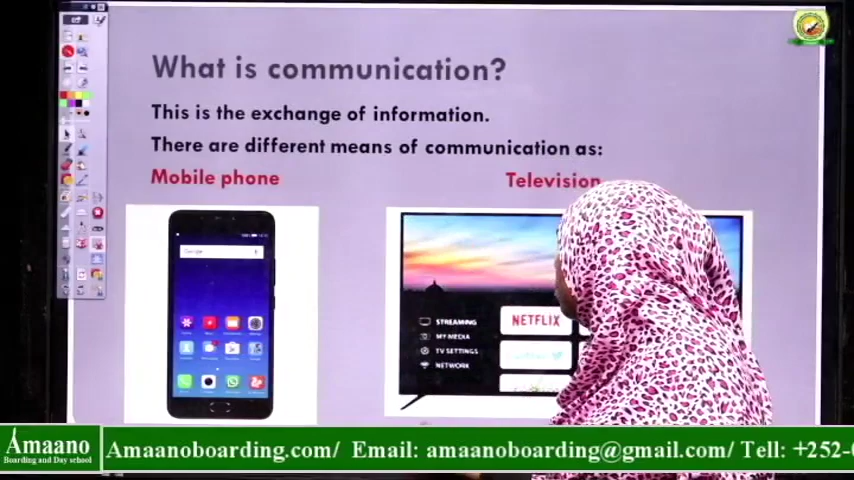 What is communication?
This is the exchange of information.
There are different means of communication as:
Mobile phone
Television
Google
STREAMING
MY MEDIA
TV SETTINGS
NETWORK
NETFLIX
Amaano
Boarding and Day school
Amaanoboarding.com/ Email: amaanoboarding@gmail.com/ Tell: +252-